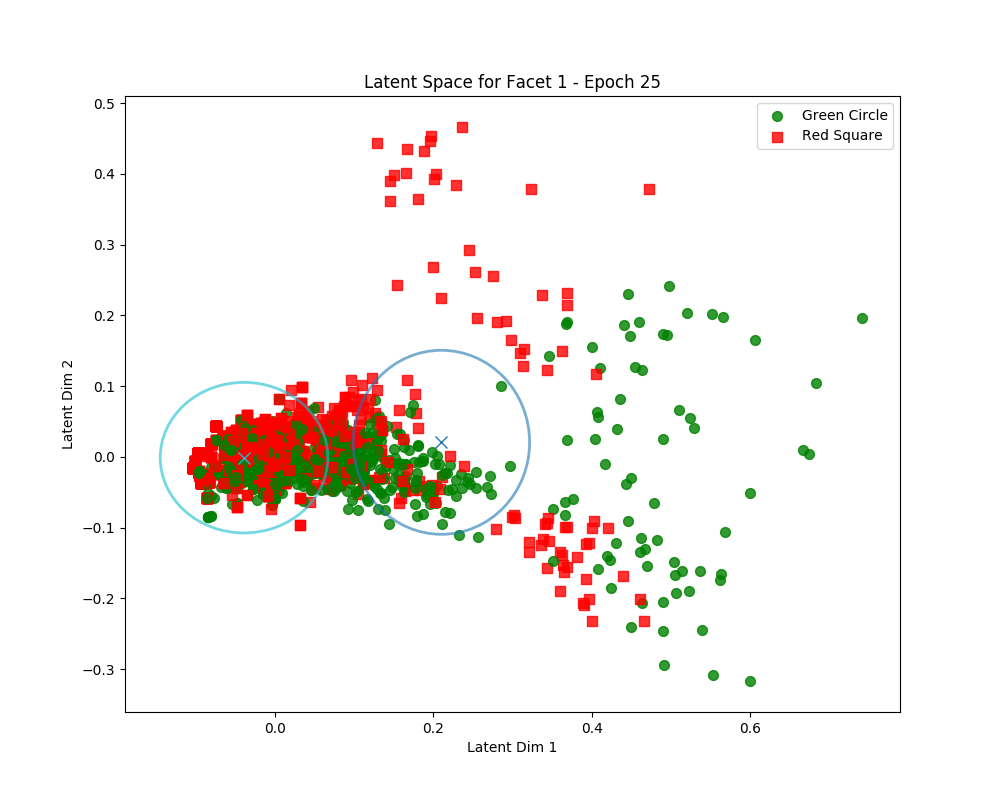 Latent Space for Facet 1 - Epoch 25
Green Circle
Red Square
0.5
0.4
0.3
0.2
0.1
0.0
−0.1
−0.2
−0.3
Latent Dim 2
0.0
0.2
0.4
0.6
Latent Dim 1